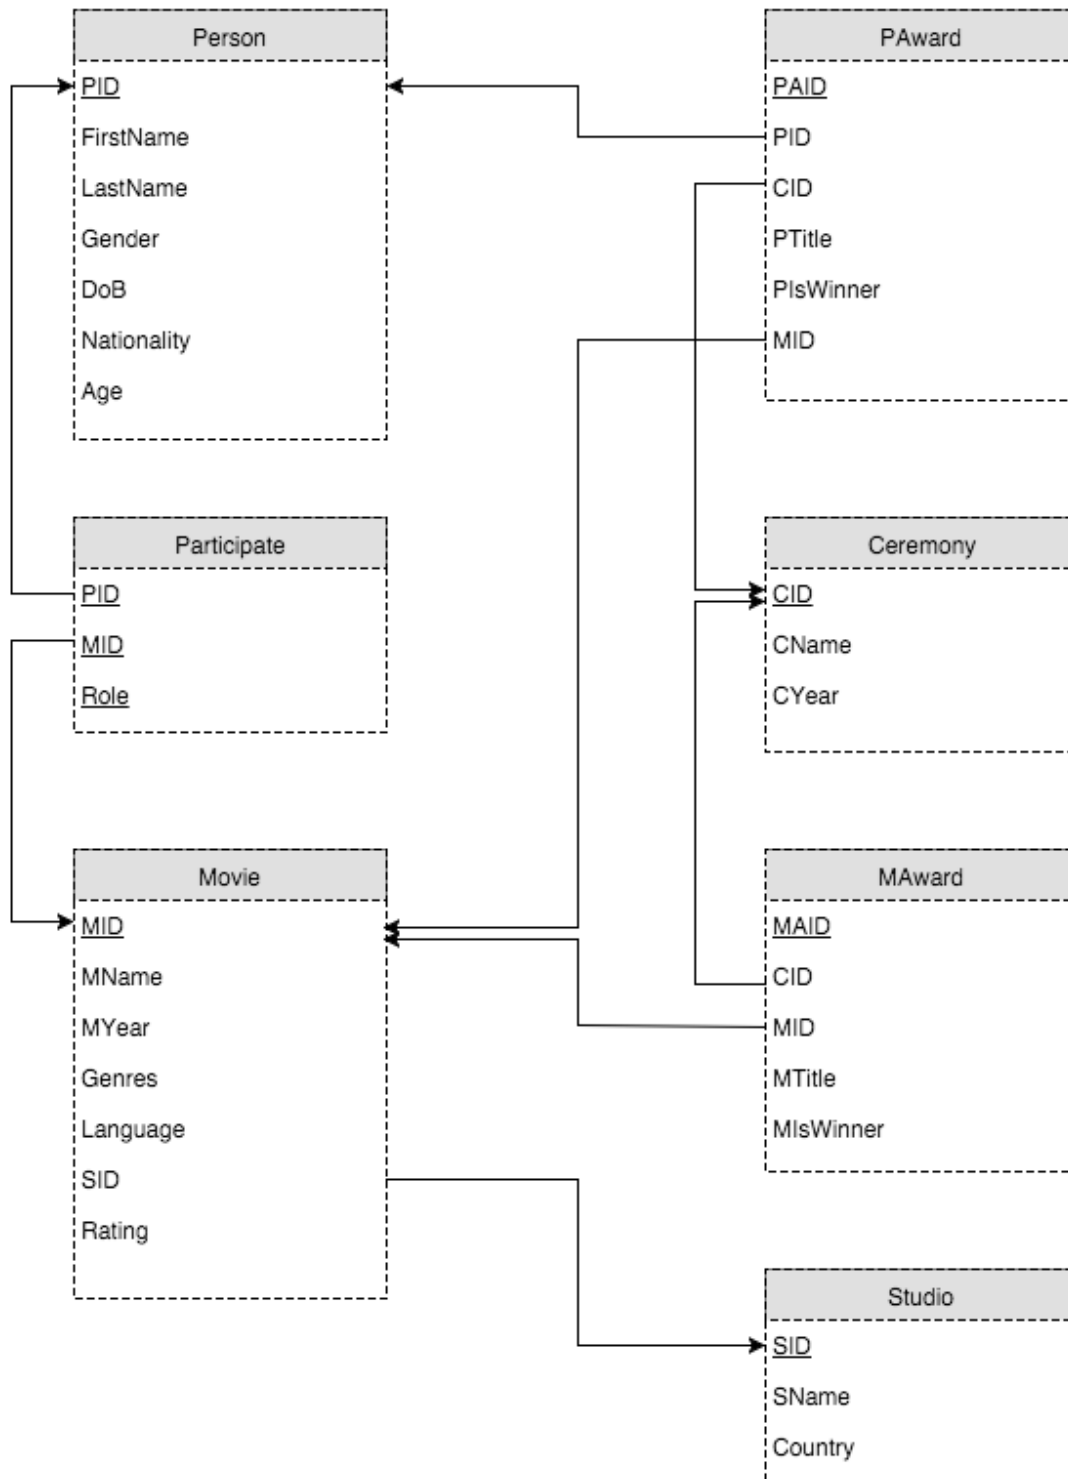 Person
PID
FirstName
LastName
Gender
DoB
Nationality
Age
Participate
PID
MID
Role
Movie
MID
MName
MYear
Genres
Language
SID
Rating
PAward
PAID
PID
CID
PTitle
PIsWinner
MID
Ceremony
CID
CName
CYear
MAward
MAID
CID
MID
MTitle
MIsWinner
Studio
SID
SName
Country